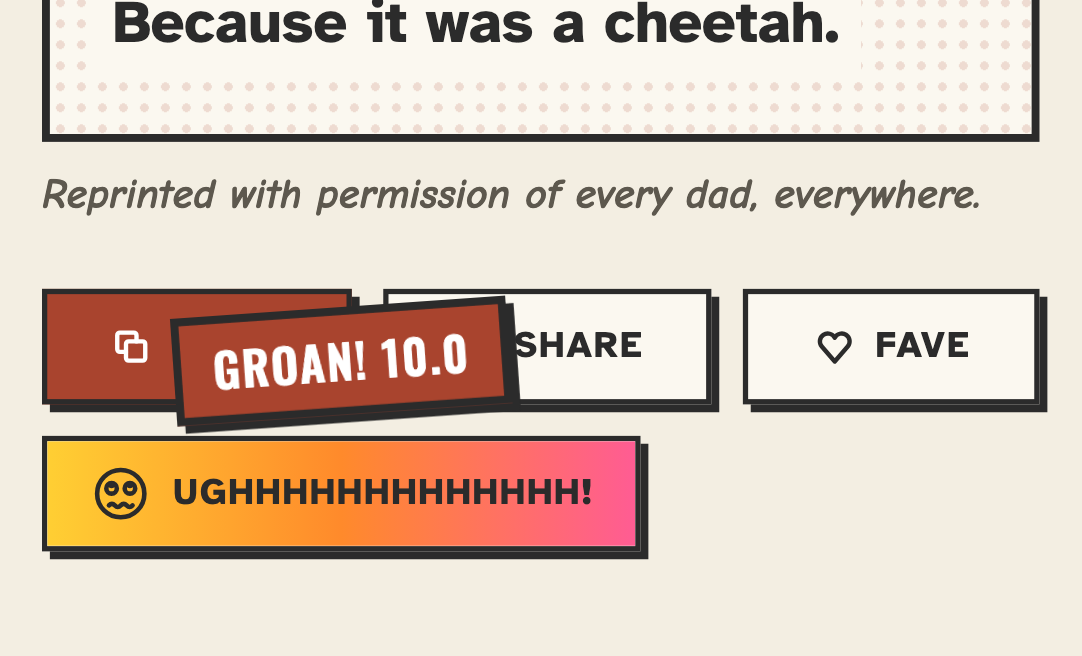 Because it was a cheetah.
Reprinted with permission of every dad, everywhere.
GROAN! 10.0
SHARE
FAVE
UGHHHHHHHHHHHHH!